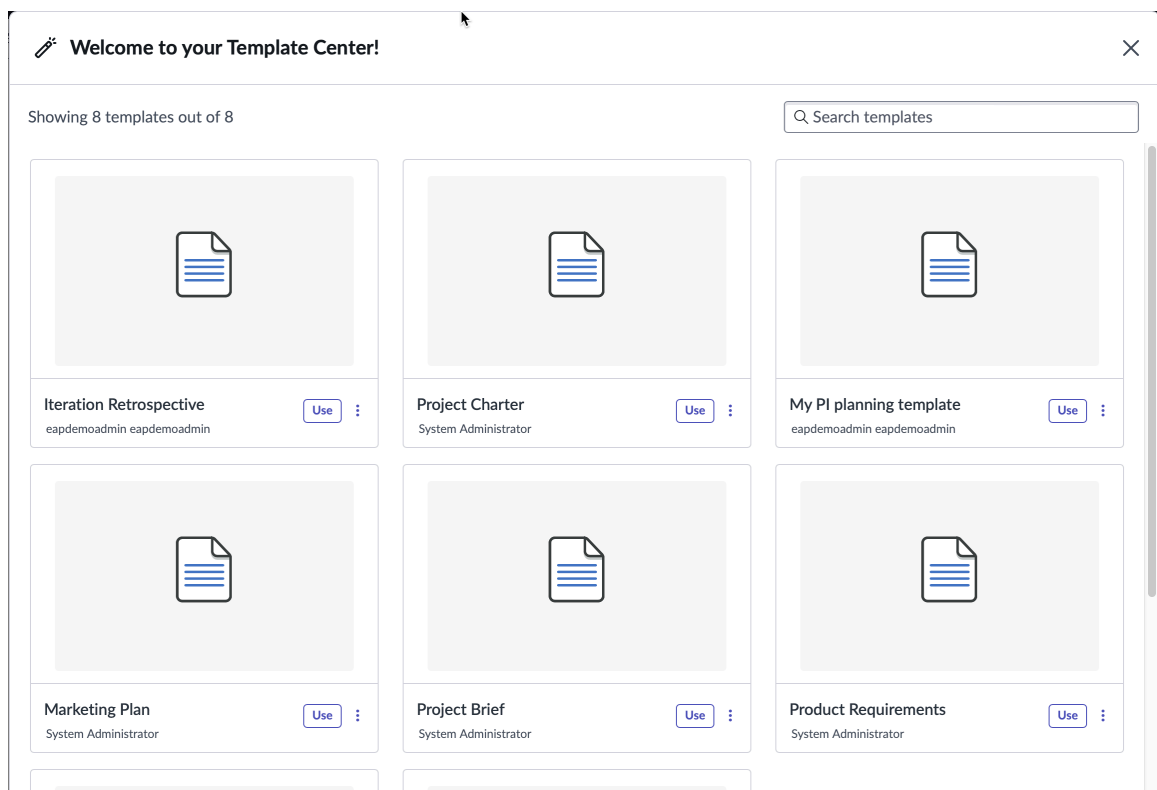 Welcome to your Template Center!
Showing 8 templates out of 8
Search templates
Iteration Retrospective
Use
eapdemoadmin eapdemoadmin
Project Charter
Use
System Administrator
My PI planning template
Use
eapdemoadmin eapdemoadmin
Marketing Plan
Use
System Administrator
Project Brief
Use
System Administrator
Product Requirements
Use
System Administrator